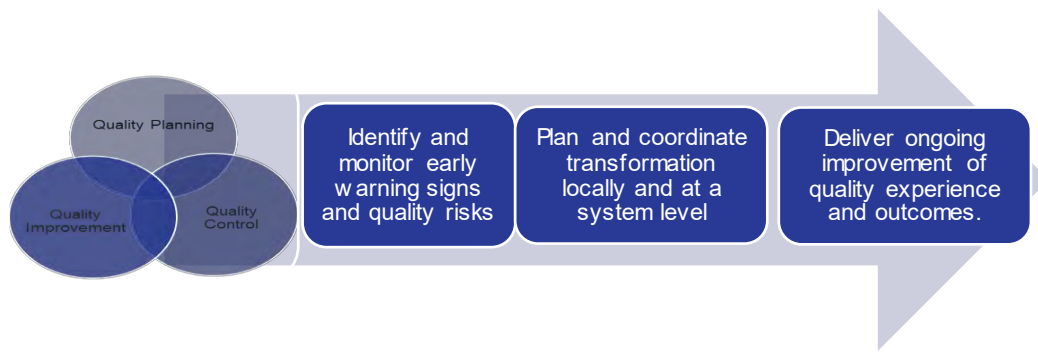 Quality Planning
Quality
Improvement
Quality
Control
Identify and
monitor early
warning signs
and quality risks
Plan and coordinate
transformation
locally and at a
system level
Deliver ongoing
improvement of
quality experience
and outcomes.